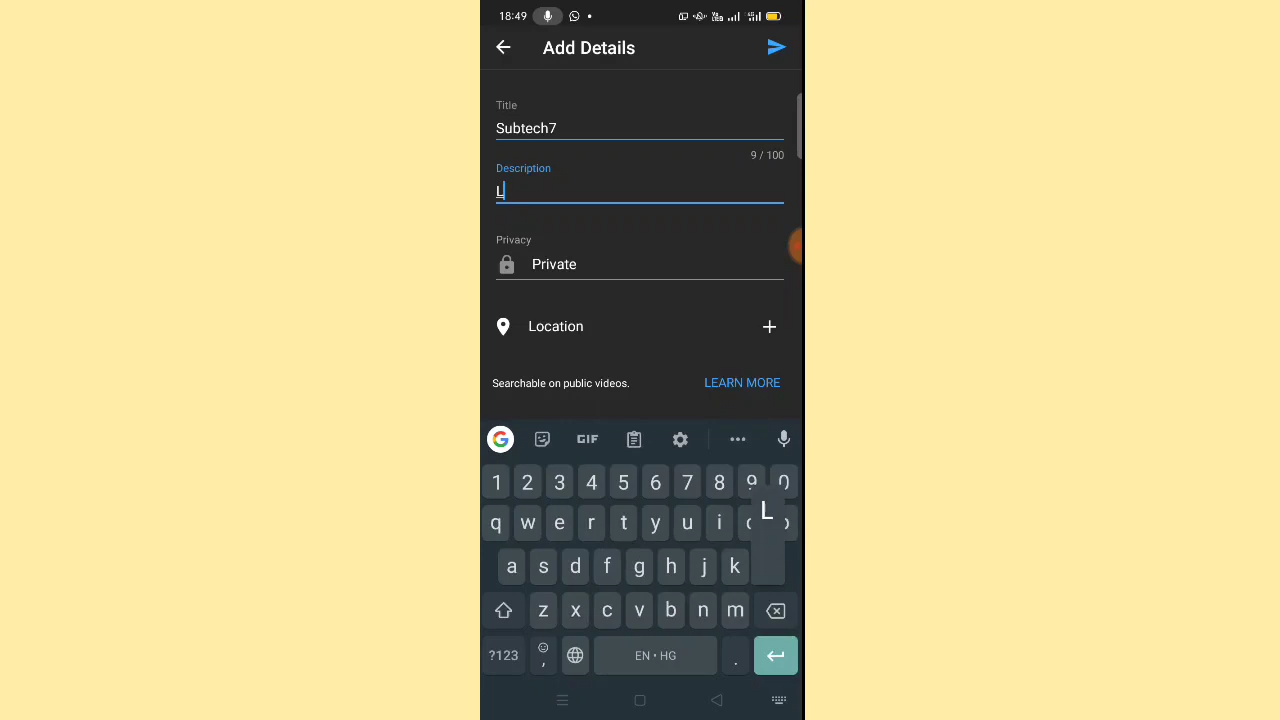 18:49
Add Details
Title
Subtech7
9 / 100
Description
L
Privacy
Private
Location
Searchable on public videos. LEARN MORE
G GIF
1 2 3 4 5 6 7 8 9 0
q w e r t y u i o p
L
a s d f g h j k
z x c v b n m
?123 , EN • HG .